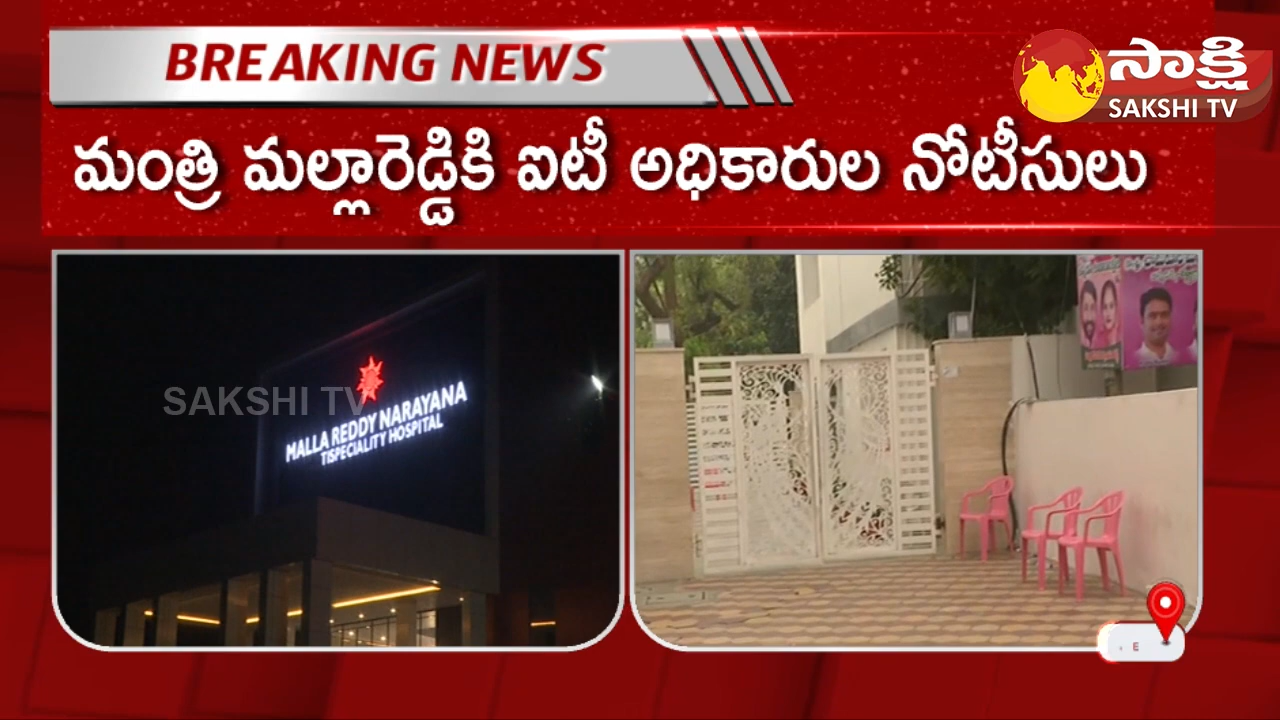 BREAKING NEWS
సాక్షి
SAKSHI TV
మంత్రి మల్లారెడ్డికి ఐటీ అధికారుల నోటీసులు
SAKSHI TV
MALLA REDDY NARAYANA
TISPECIALITY HOSPITAL
E